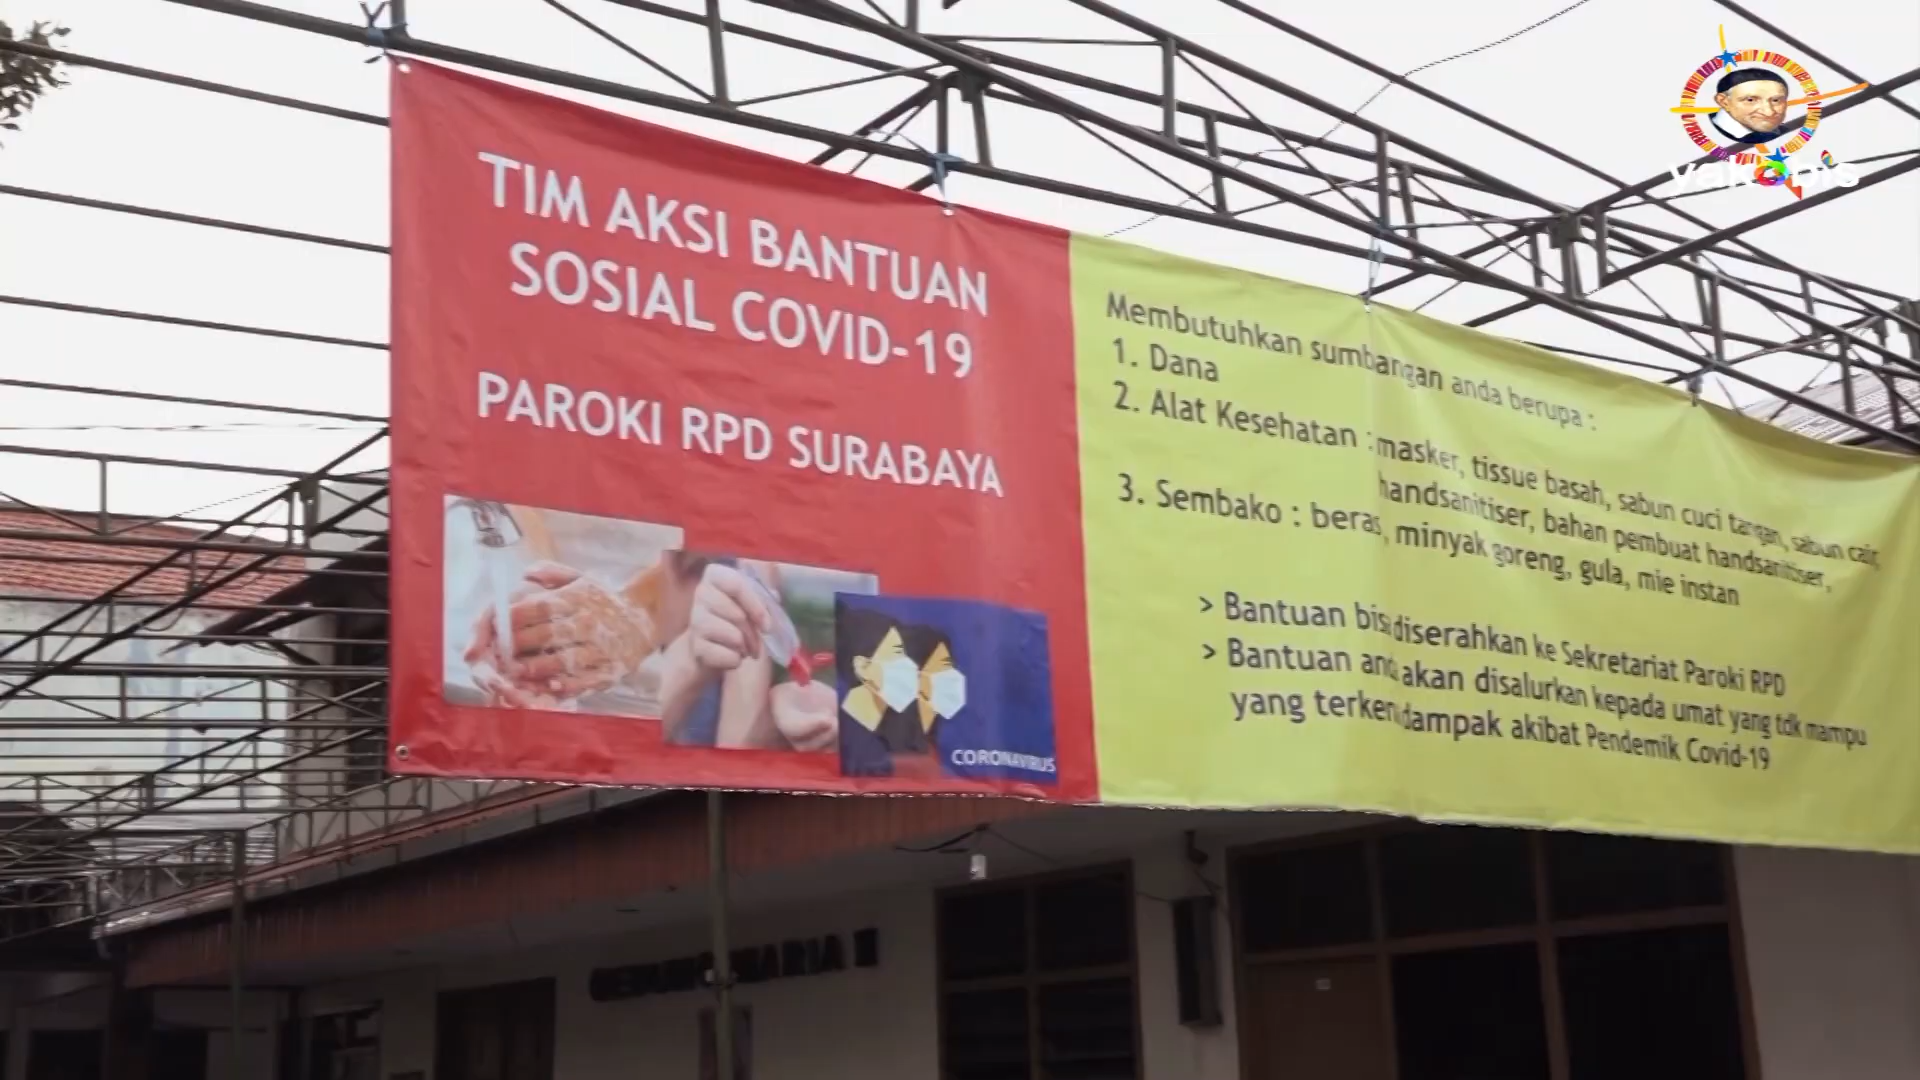 TIM AKSI BANTUAN
SOSIAL COVID-19
PAROKI RPD SURABAYA
CORONAVIRUS
Membutuhkan sumbangan anda berupa :
1. Dana
2. Alat Kesehatan : masker, tissue basah, sabun cuci tangan, sabun cair,
handsanitiser, bahan pembuat handsanitiser,
3. Sembako : beras, minyak goreng, gula, mie instan
> Bantuan bisa diserahkan ke Sekretariat Paroki RPD
> Bantuan anda akan disalurkan kepada umat yang tdk mampu
yang terkena dampak akibat Pendemik Covid-19
yakopis
MARIA II